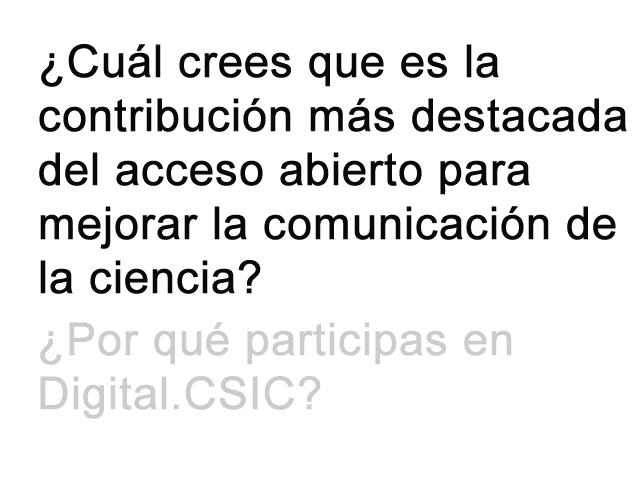 ¿Cuál crees que es la
contribución más destacada
del acceso abierto para
mejorar la comunicación de
la ciencia?
¿Por qué participas en
Digital.CSIC?